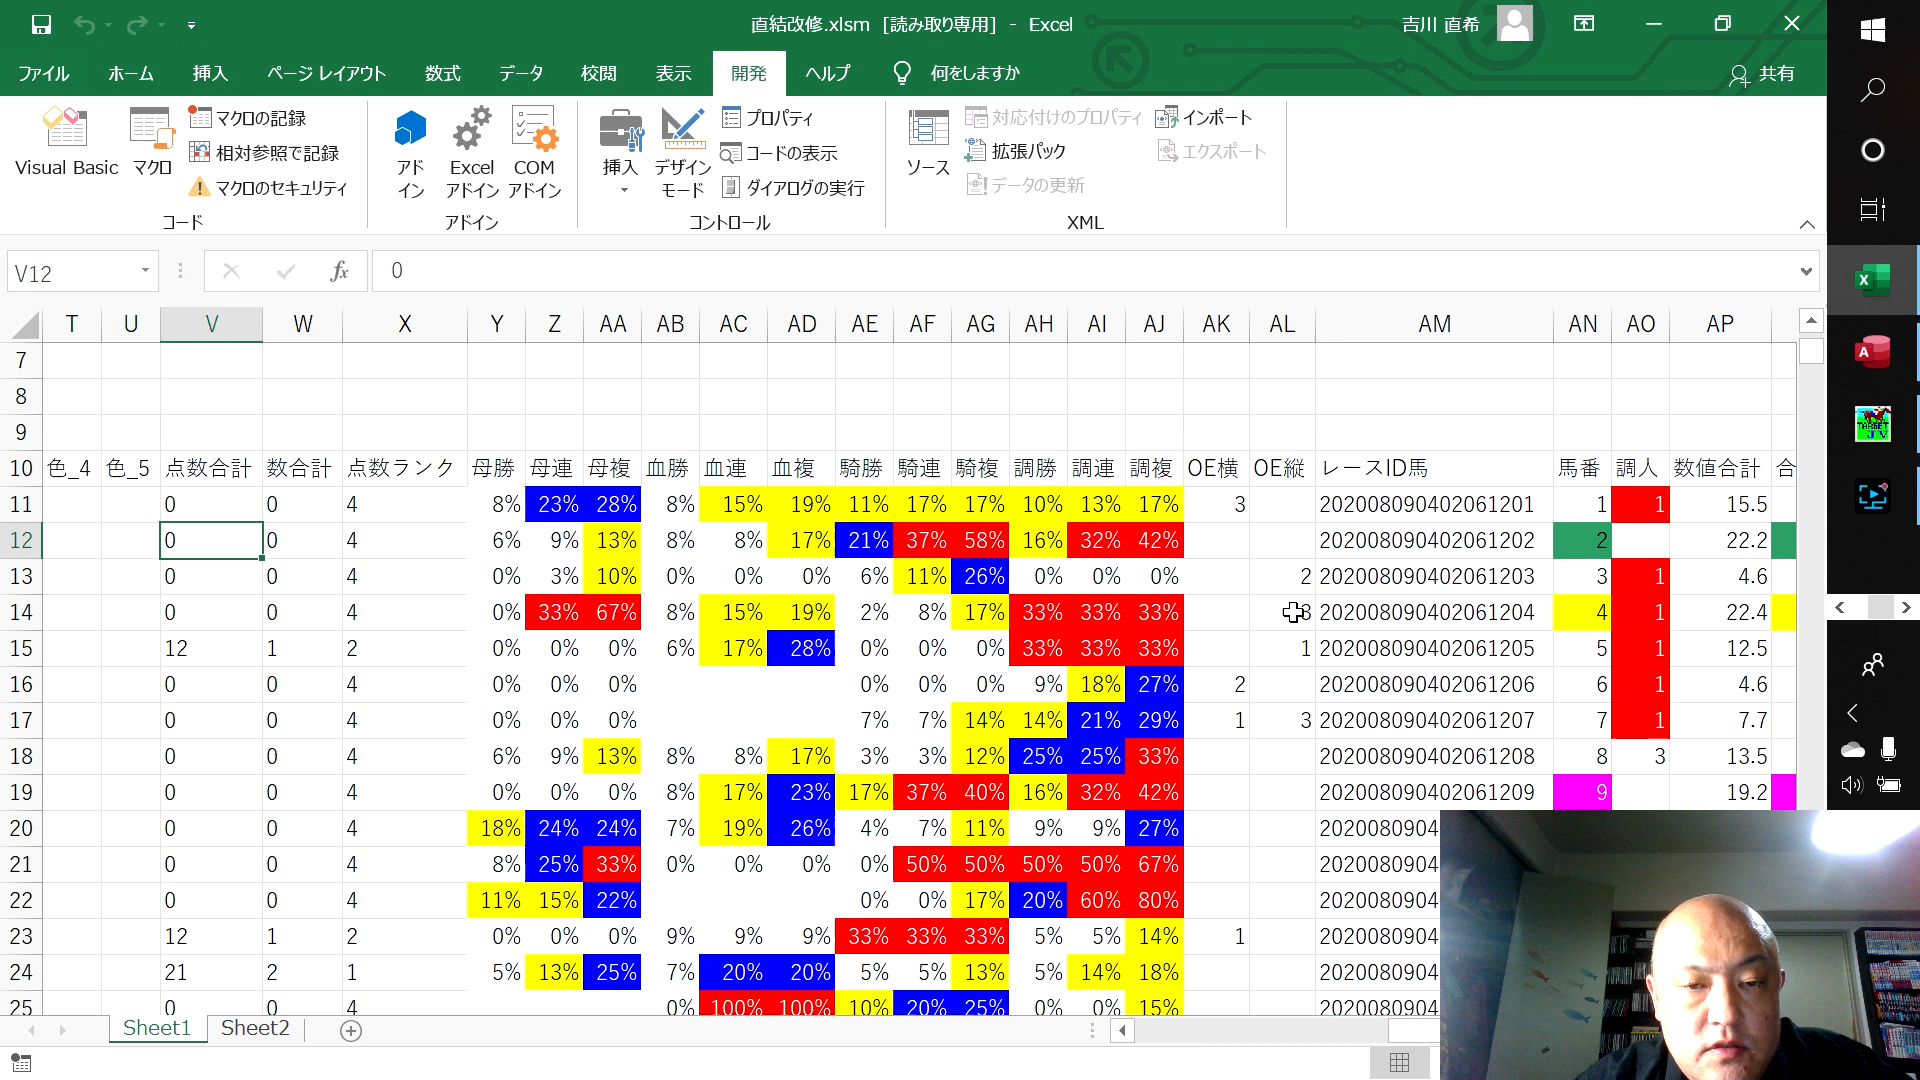 直結改修.xlsm [読み取り専用] - Excel
吉川 直希
ファイル ホーム 挿入 ページ レイアウト 数式 データ 校閲 表示 開発 ヘルプ 何をしますか 共有
Visual Basic マクロ マクロの記録 相対参照で記録 マクロのセキュリティ
コード
アドイン Excel アドイン COM アドイン
アドイン
挿入 デザイン モード プロパティ コードの表示 ダイアログの実行
コントロール
ソース 対応付けのプロパティ 拡張パック データの更新 インポート エクスポート
XML
V12 fx 0
T U V W X Y Z AA AB AC AD AE AF AG AH AI AJ AK AL AM AN AO AP
7
8
9
10 色_4 色_5 点数合計 数合計 点数ランク 母勝 母連 母複 血勝 血連 血複 騎勝 騎連 騎複 調勝 調連 調複 OE横 OE縦 レースID馬 馬番 調人 数値合計 合
11 0 0 4 8% 23% 28% 8% 15% 19% 11% 17% 17% 10% 13% 17% 3 202008090402061201 1 1 15.5
12 0 0 4 6% 9% 13% 8% 8% 17% 21% 37% 58% 16% 32% 42% 202008090402061202 2 22.2
13 0 0 4 0% 3% 10% 0% 0% 0% 6% 11% 26% 0% 0% 0% 2 202008090402061203 3 1 4.6
14 0 0 4 0% 33% 67% 8% 15% 19% 2% 8% 17% 33% 33% 33% 3 202008090402061204 4 1 22.4
15 12 1 2 0% 0% 0% 6% 17% 28% 0% 0% 0% 33% 33% 33% 1 202008090402061205 5 1 12.5
16 0 0 4 0% 0% 0% 0% 0% 0% 9% 18% 27% 2 202008090402061206 6 1 4.6
17 0 0 4 0% 0% 0% 7% 7% 14% 14% 21% 29% 1 3 202008090402061207 7 1 7.7
18 0 0 4 6% 9% 13% 8% 8% 17% 3% 3% 12% 25% 25% 33% 202008090402061208 8 3 13.5
19 0 0 4 0% 0% 0% 8% 17% 23% 17% 37% 40% 16% 32% 42% 202008090402061209 9 19.2
20 0 0 4 18% 24% 24% 7% 19% 26% 4% 7% 11% 9% 9% 27% 2020080904
21 0 0 4 8% 25% 33% 0% 0% 0% 0% 50% 50% 50% 50% 67% 2020080904
22 0 0 4 11% 15% 22% 0% 0% 17% 20% 60% 80% 2020080904
23 12 1 2 0% 0% 0% 9% 9% 9% 33% 33% 33% 5% 5% 14% 1 2020080904
24 21 2 1 5% 13% 25% 7% 20% 20% 5% 5% 13% 5% 14% 18% 2020080904
25 0 0 4 0% 100% 100% 10% 20% 25% 0% 0% 15% 2020080904
Sheet1 Sheet2
TARGET JV